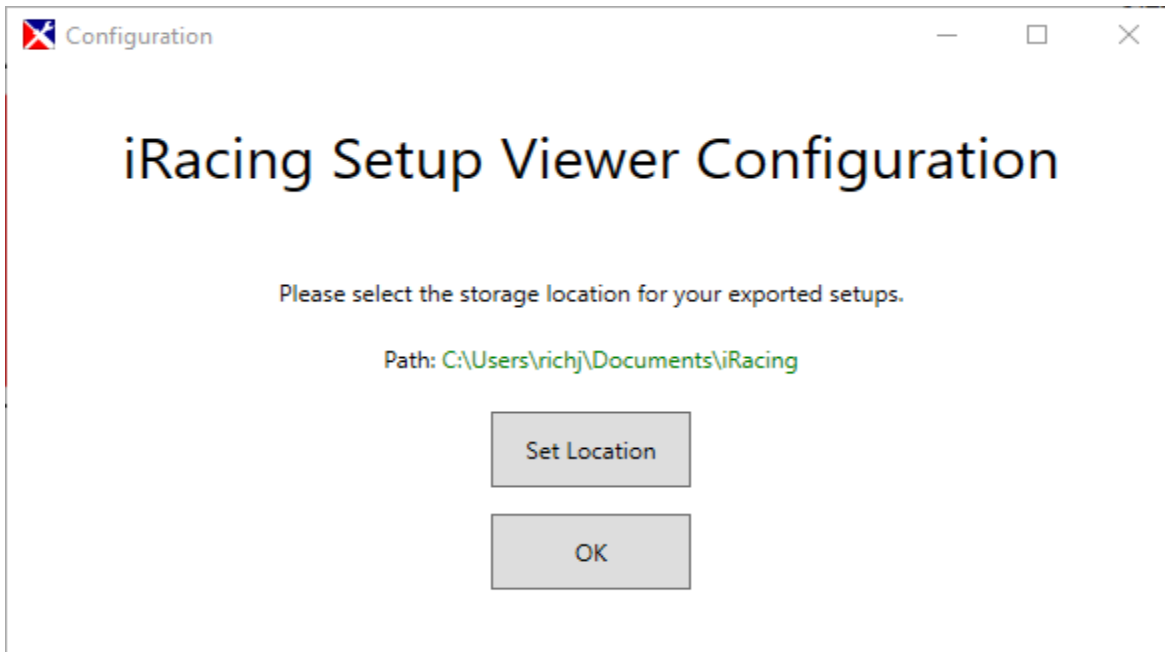 Configuration
iRacing Setup Viewer Configuration
Please select the storage location for your exported setups.
Path: C:\Users\richj\Documents\iRacing
Set Location
OK